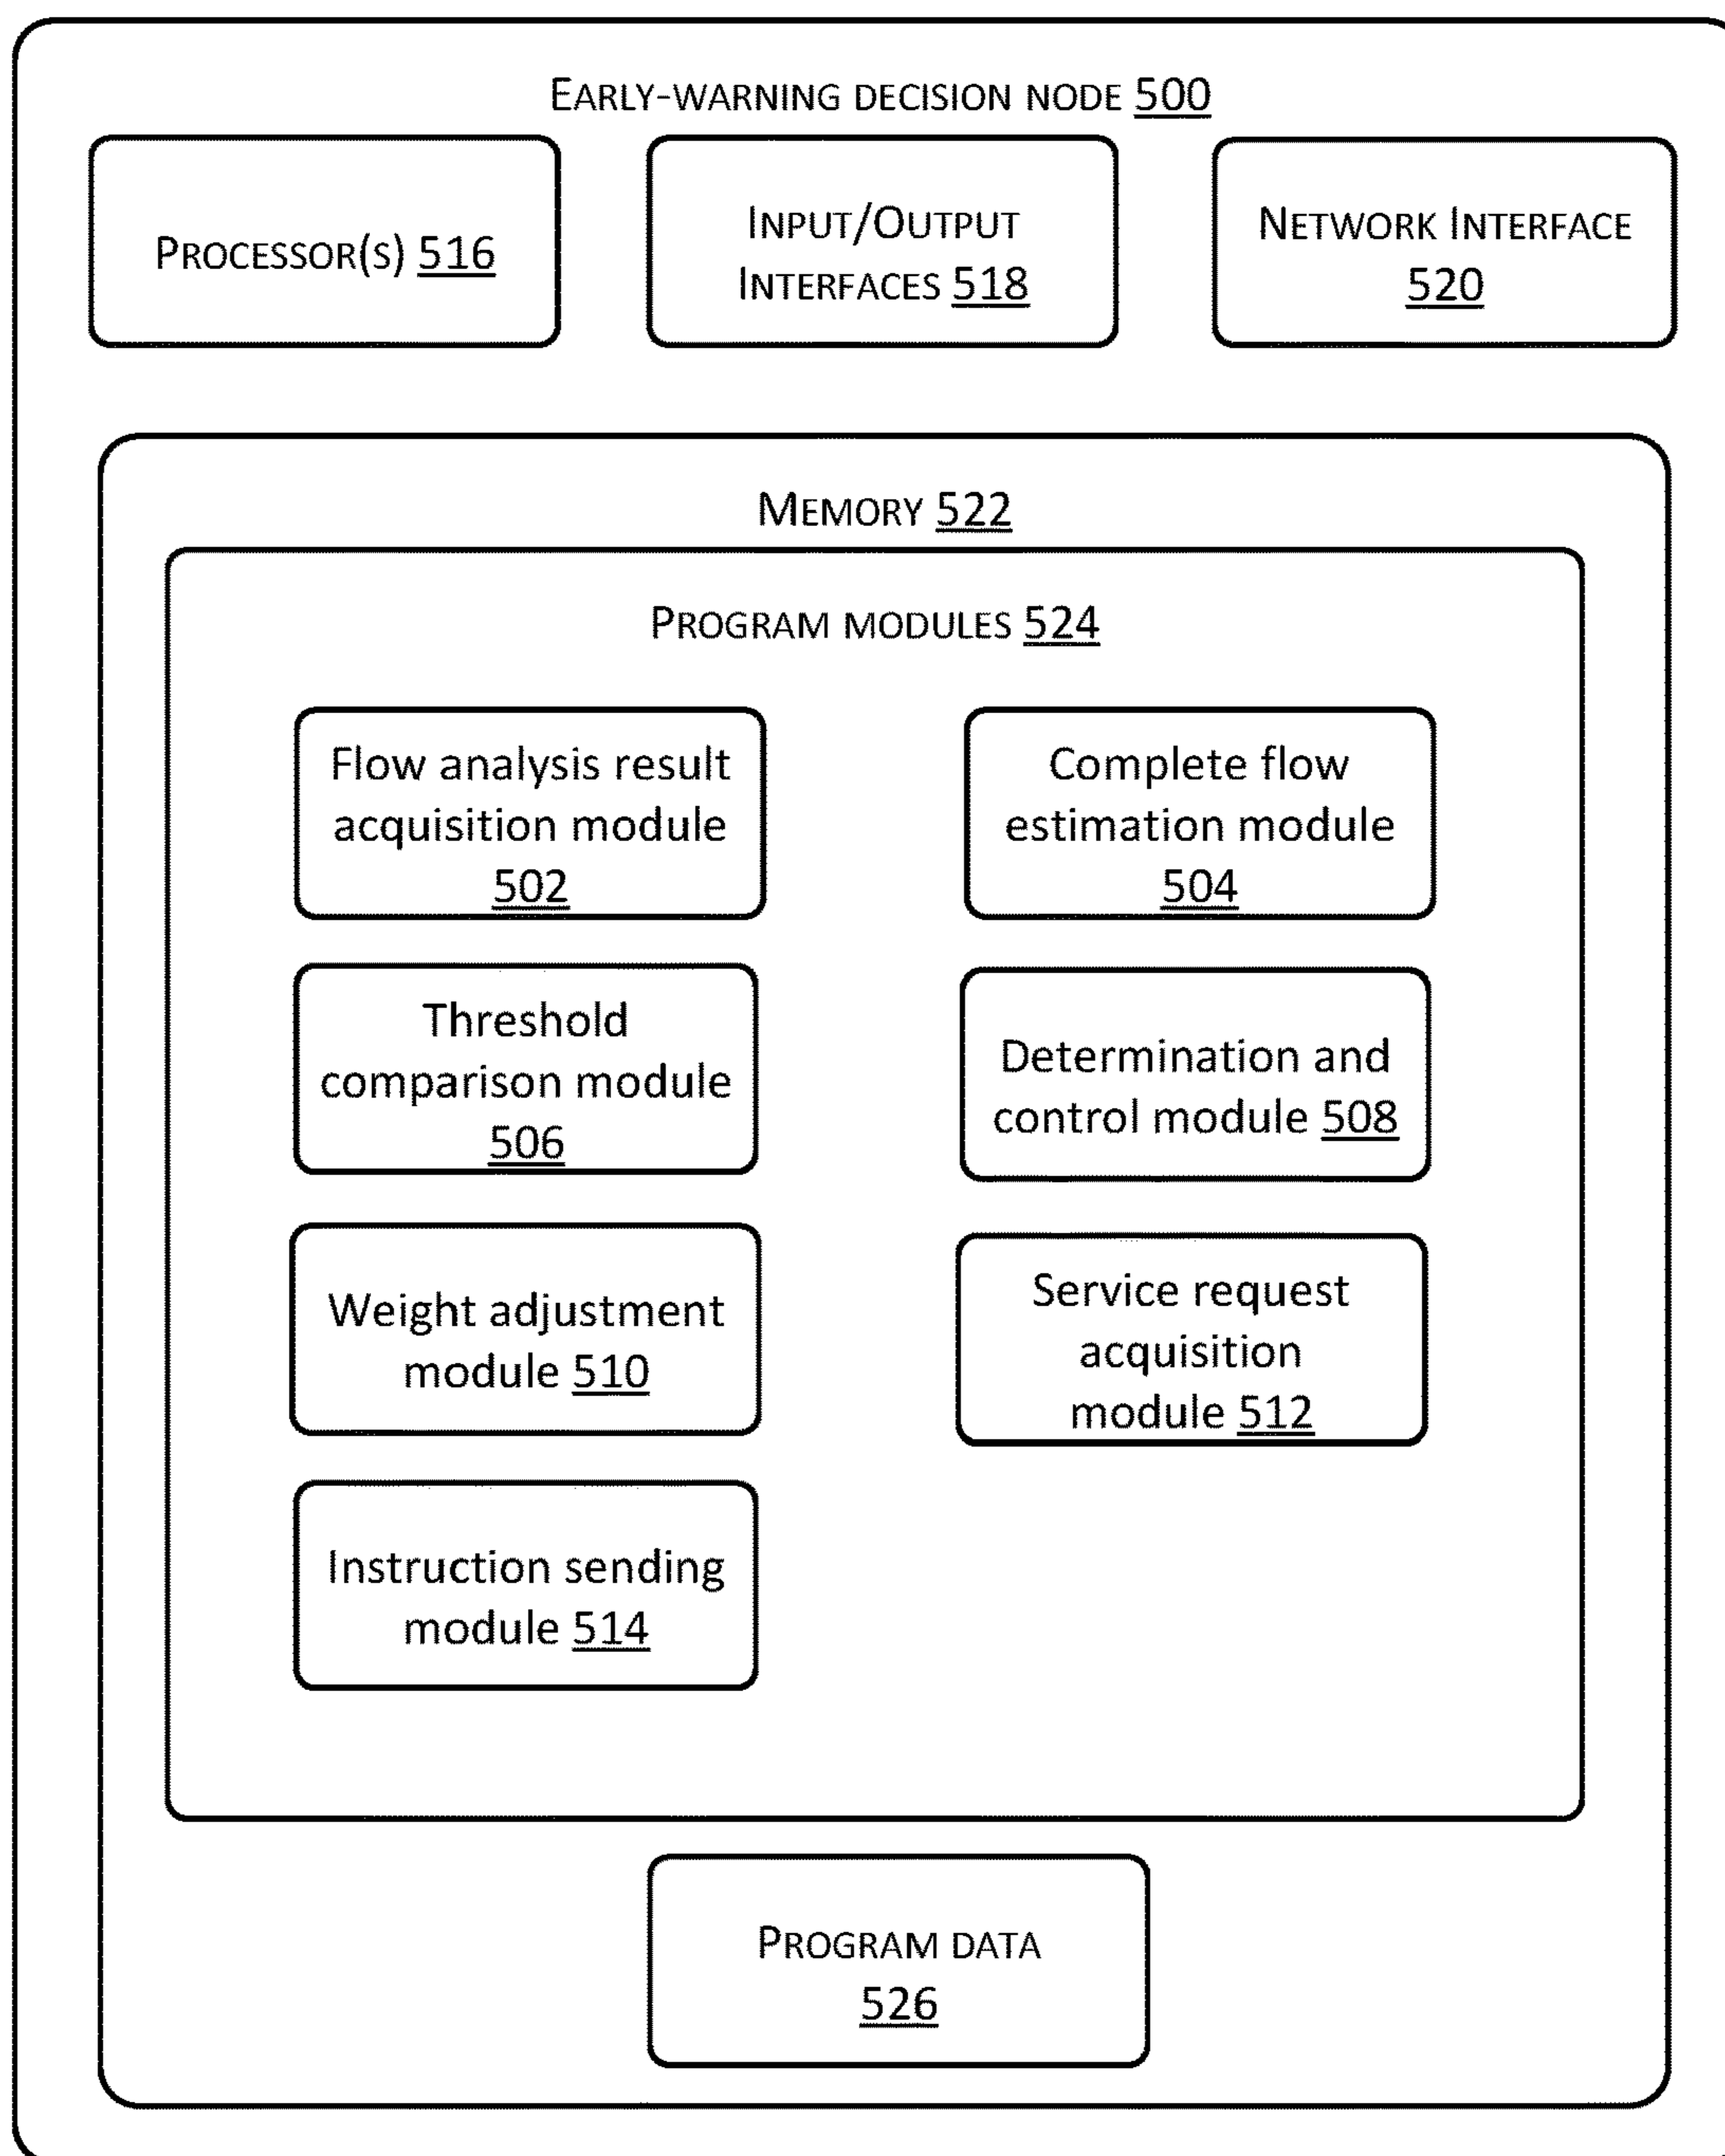 EARLY-WARNING DECISION NODE 500
PROCESSOR(S) 516
INPUT/OUTPUT
INTERFACES 518
NETWORK INTERFACE
520
MEMORY 522
PROGRAM MODULES 524
Flow analysis result
acquisition module
502
Complete flow
estimation module
504
Threshold
comparison module
506
Determination and
control module 508
Weight adjustment
module 510
Service request
acquisition
module 512
Instruction sending
module 514
PROGRAM DATA
526